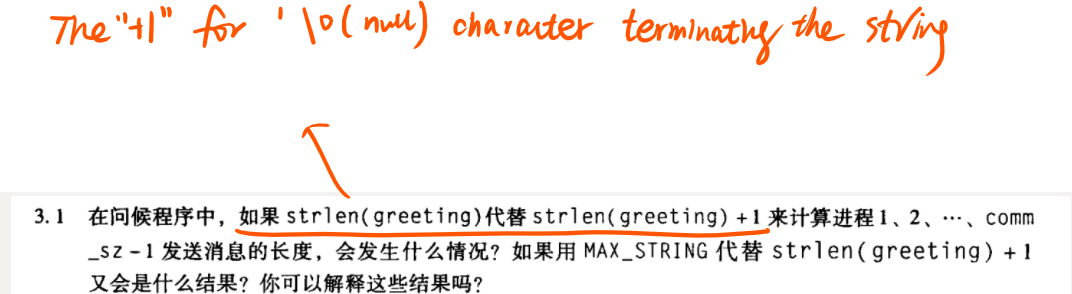 The "+1" for '\0(null) character terminating the string
3.1 在问候程序中，如果 strlen(greeting)代替 strlen(greeting) +1 来计算进程 1、2、…、comm
_sz -1 发送消息的长度，会发生什么情况？如果用 MAX_STRING 代替 strlen(greeting) +1
又会是什么结果？你可以解释这些结果吗？